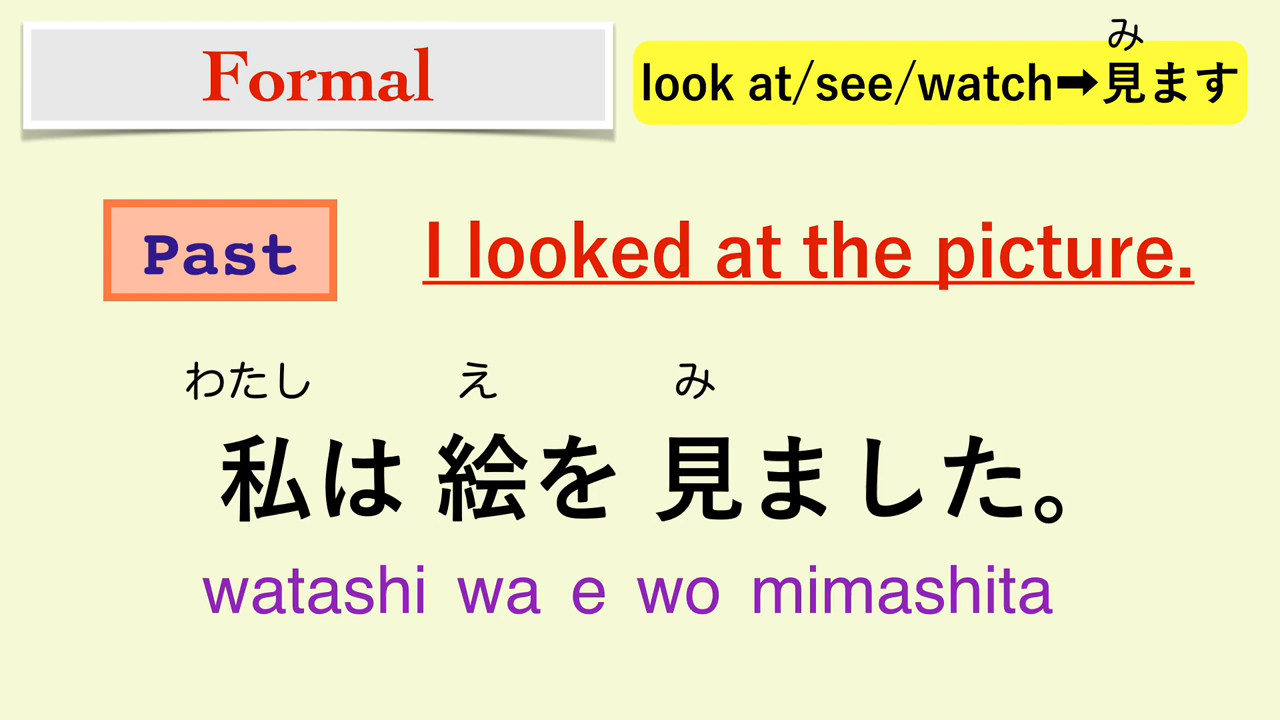 Formal
み
look at/see/watch➡見ます
Past
I looked at the picture.
わたし え み
私は 絵を 見ました。
watashi wa e wo mimashita